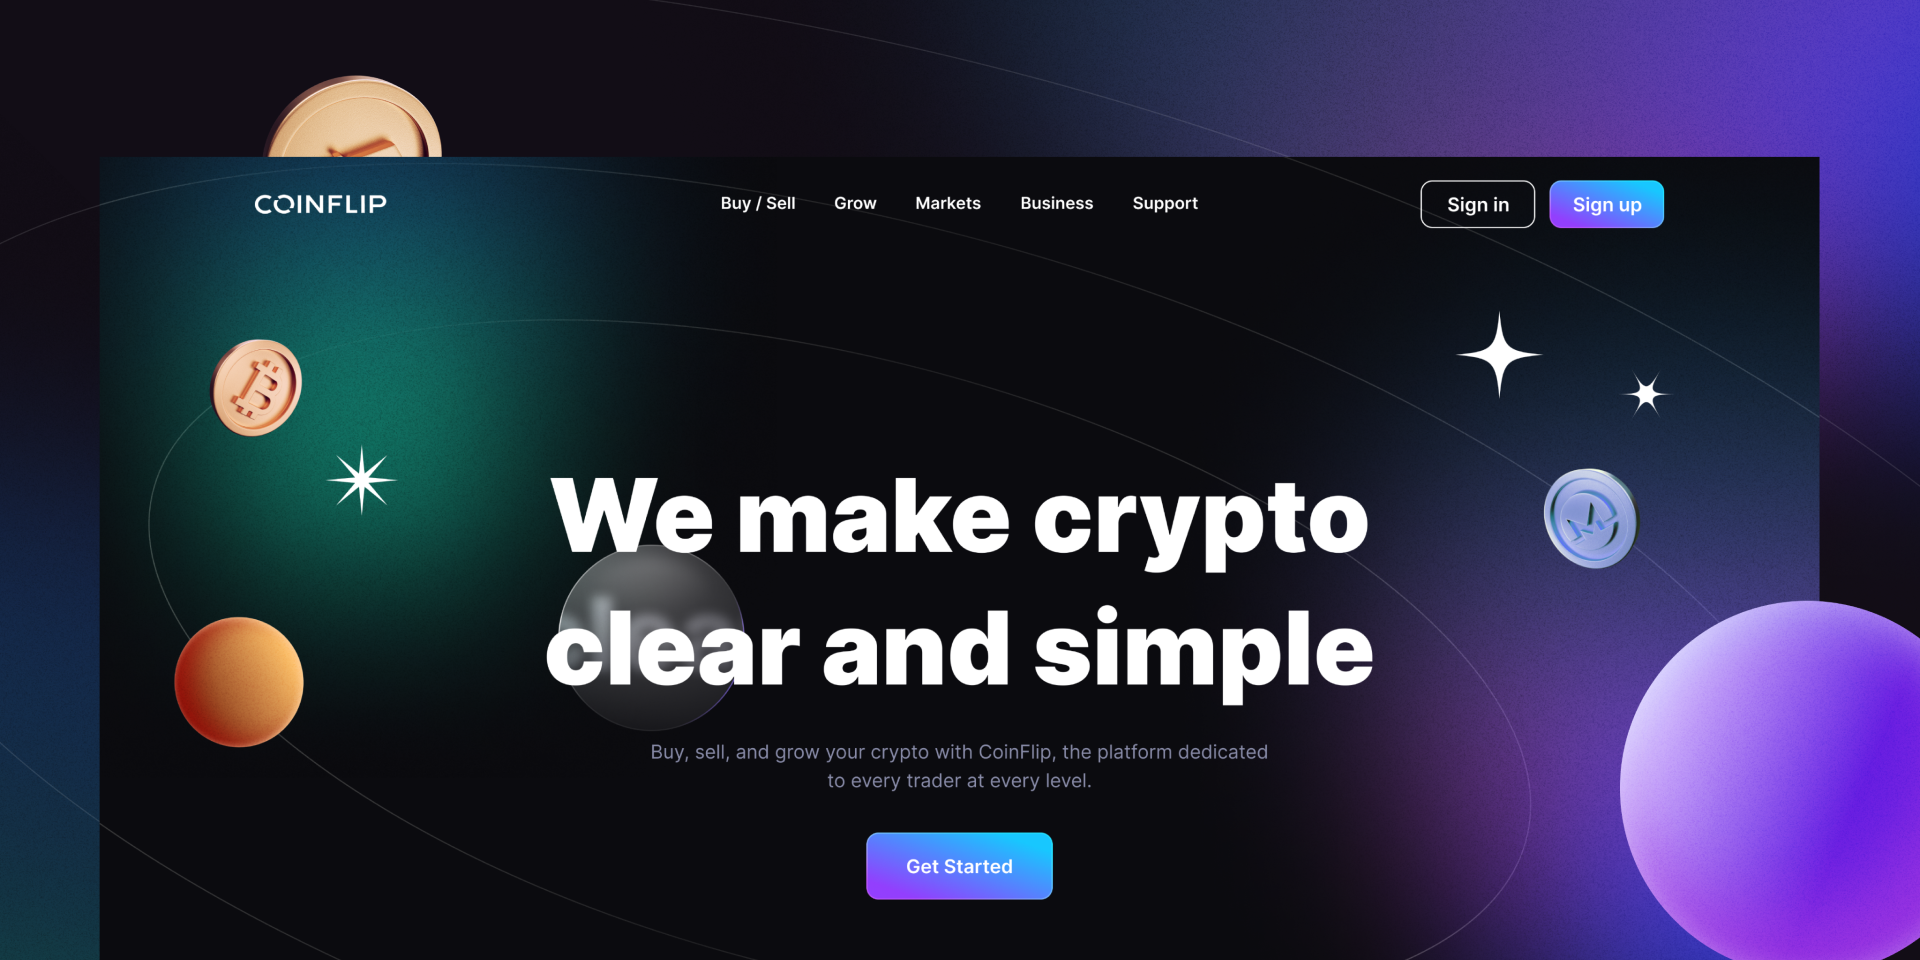 COINFLIP
Buy / Sell
Grow
Markets
Business
Support
Sign in
Sign up
We make crypto
clear and simple
Buy, sell, and grow your crypto with CoinFlip, the platform dedicated
to every trader at every level.
Get Started